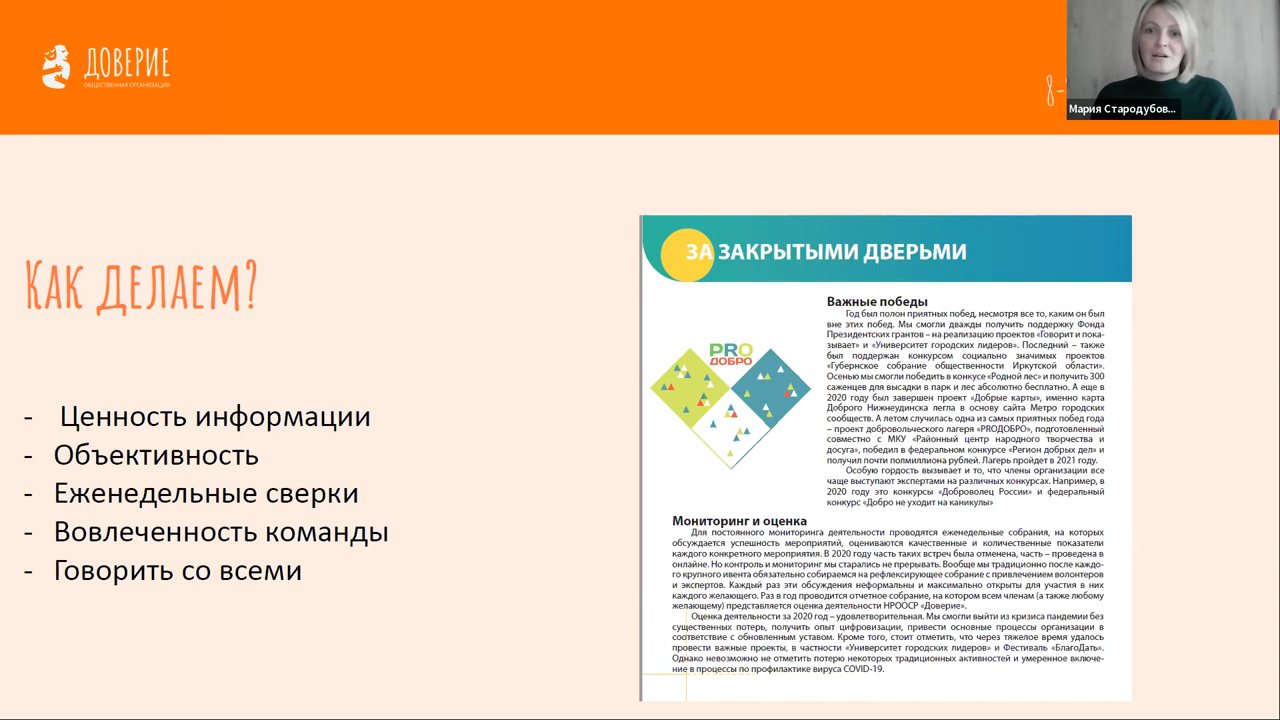 ДОВЕРИЕ
ОБЩЕСТВЕННАЯ ОРГАНИЗАЦИЯ
8-
Мария Стародубов...
Как делаем?
- Ценность информации
- Объективность
- Еженедельные сверки
- Вовлеченность команды
- Говорить со всеми
ЗА ЗАКРЫТЫМИ ДВЕРЬМИ
PRO
ДОБРО
Важные победы
Год был полон приятных побед, несмотря все то, каким он был
вне этих побед. Мы смогли дважды получить поддержку Фонда
Президентских грантов – на реализацию проектов «Говорит и пока-
зывает» и «Университет городских лидеров». Последний – также
был поддержан конкурсом социально значимых проектов
«Губернское собрание общественности Иркутской области».
Осенью мы смогли победить в конкусе «Родной лес» и получить 300
саженцев для высадки в парк и лес абсолютно бесплатно. А еще в
2020 году был завершен проект «Добрые карты», именно карта
Доброго Нижнеудинска легла в основу сайта Метро городских
сообществ. А летом случилась одна из самых приятных побед года
– проект добровольческого лагеря «PROДОБРО», подготовленный
совместно с МКУ «Районный центр народного творчества и
досуга», победил в федеральном конкурсе «Регион добрых дел» и
получил почти полмиллиона рублей. Лагерь пройдет в 2021 году.
Особую гордость вызывает и то, что члены организации все
чаще выступают экспертами на различных конкурсах. Например, в
2020 году это конкурсы «Доброволец России» и федеральный
конкурс «Добро не уходит на каникулы»
Мониторинг и оценка
Для постоянного мониторинга деятельности проводятся еженедельные собрания, на которых
обсуждается успешность мероприятий, оцениваются качественные и количественные показатели
каждого конкретного мероприятия. В 2020 году часть таких встреч была отменена, часть – проведена в
онлайне. Но контроль и мониторинг мы старались не прерывать. Вообще мы традиционно после каждо-
го крупного ивента обязательно собираемся на рефлексирующее собрание с привлечением волонтеров
и экспертов. Каждый раз эти обсуждения неформальны и максимально открыты для участия в них
каждого желающего. Раз в год проводится отчетное собрание, на котором всем членам (а также любому
желающему) представляется оценка деятельности НРООСР «Доверие».
Оценка деятельности за 2020 год – удовлетворительная. Мы смогли выйти из кризиса пандемии без
существенных потерь, получить опыт цифровизации, привести основные процессы организации в
соответствие с обновленным уставом. Кроме того, стоит отметить, что через тяжелое время удалось
провести важные проекты, в частности «Университет городских лидеров» и Фестиваль «БлагоДать».
Однако невозможно не отметить потерю некоторых традиционных активностей и умеренное включе-
ние в процессы по профилактике вируса COVID-19.